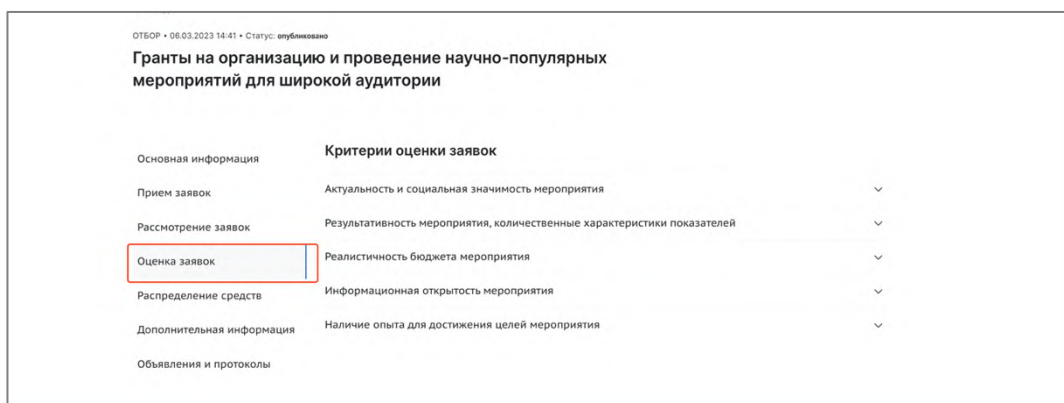 ОТБОР • 06.03.2023 14:41 • Статус: опубликовано
Гранты на организацию и проведение научно-популярных
мероприятий для широкой аудитории
Основная информация
Прием заявок
Рассмотрение заявок
Оценка заявок
Распределение средств
Дополнительная информация
Объявления и протоколы
Критерии оценки заявок
Актуальность и социальная значимость мероприятия
Результативность мероприятия, количественные характеристики показателей
Реалистичность бюджета мероприятия
Информационная открытость мероприятия
Наличие опыта для достижения целей мероприятия